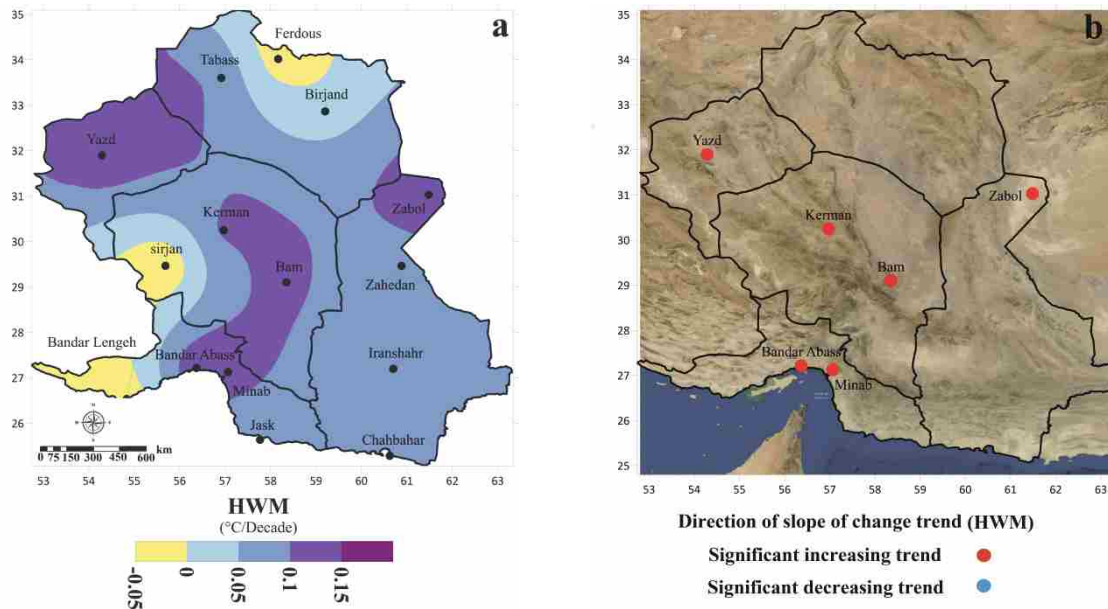 a
35
34
33
32
31
30
29
28
27
26
Ferdous
Tabass
Birjand
Yazd
Zabol
Kerman
sirjan
Bam
Zahedan
Bandar Lengeh
Bandar Abass
Iranshahr
Minab
Jask
Chahbahar
0 75 150 300 450 600 km
53 54 55 56 57 58 59 60 61 62 63
HWM
(°C/Decade)
-0.05 0 0.05 0.1 0.15
b
35
34
33
32
31
30
29
28
27
26
25
Yazd
Zabol
Kerman
Bam
Bandar Abass
Minab
53 54 55 56 57 58 59 60 61 62 63
Direction of slope of change trend (HWM)
Significant increasing trend
Significant decreasing trend